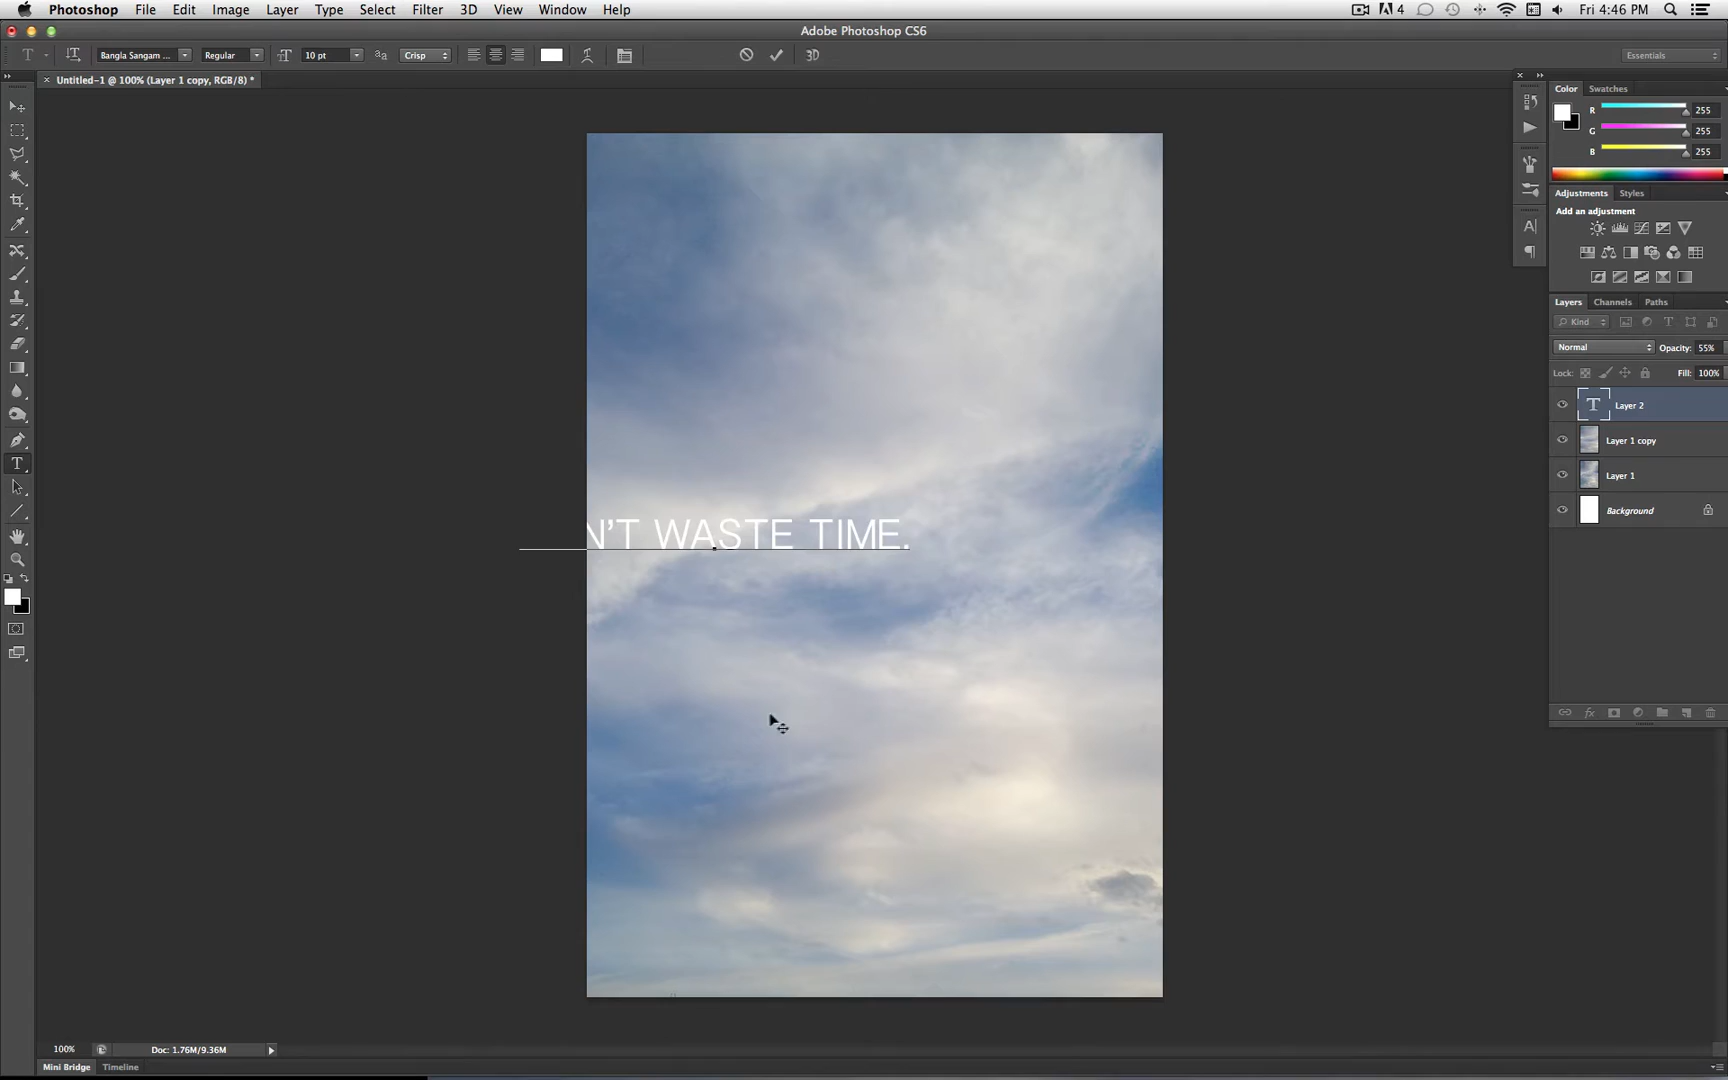 Photoshop File Edit Image Layer Type Select Filter 3D View Window Help
4 Fri 4:46 PM
Adobe Photoshop CS6
T Bangla Sangam ... Regular 10 pt Crisp 3D Essentials
× Untitled-1 @ 100% (Layer 1 copy, RGB/8) *
Color Swatches
R 255
G 255
B 255
Adjustments Styles
Add an adjustment
Layers Channels Paths
Kind
Normal Opacity: 55%
Lock: Fill: 100%
T Layer 2
Layer 1 copy
Layer 1
Background
N'T WASTE TIME.
100% Doc: 1.76M/9.36M
Mini Bridge Timeline